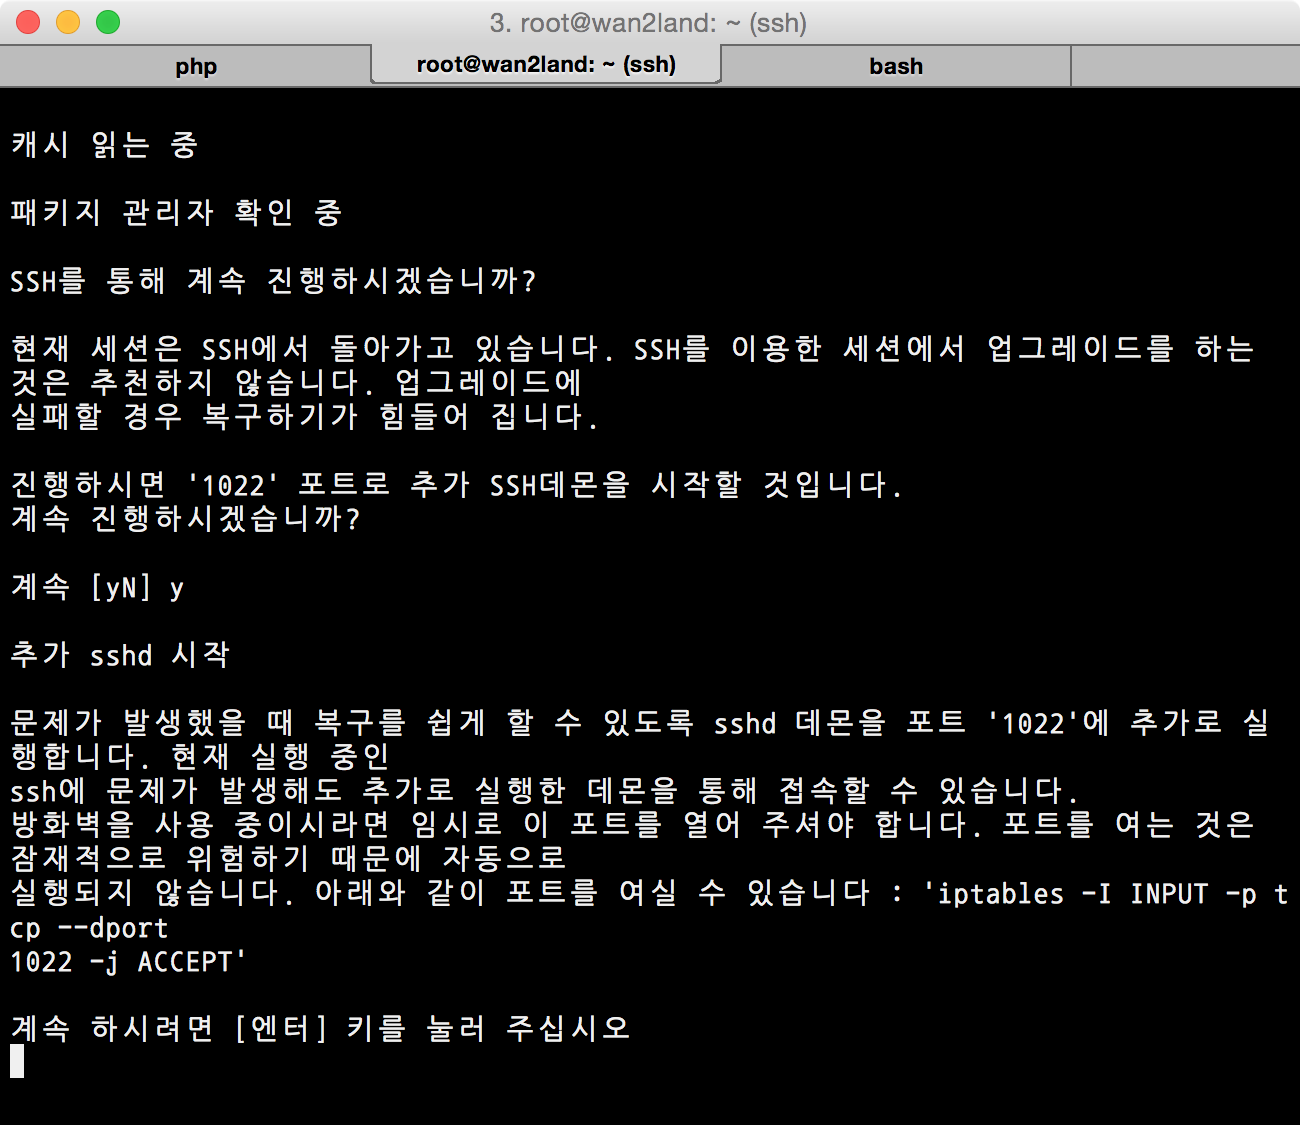 3. root@wan2land: ~ (ssh)
php root@wan2land: ~ (ssh) bash
캐시 읽는 중
패키지 관리자 확인 중
SSH를 통해 계속 진행하시겠습니까?
현재 세션은 SSH에서 돌아가고 있습니다. SSH를 이용한 세션에서 업그레이드를 하는
것은 추천하지 않습니다. 업그레이드에
실패할 경우 복구하기가 힘들어 집니다.
진행하시면 '1022' 포트로 추가 SSH데몬을 시작할 것입니다.
계속 진행하시겠습니까?
계속 [yN] y
추가 sshd 시작
문제가 발생했을 때 복구를 쉽게 할 수 있도록 sshd 데몬을 포트 '1022'에 추가로 실
행합니다. 현재 실행 중인
ssh에 문제가 발생해도 추가로 실행한 데몬을 통해 접속할 수 있습니다.
방화벽을 사용 중이시라면 임시로 이 포트를 열어 주셔야 합니다. 포트를 여는 것은
잠재적으로 위험하기 때문에 자동으로
실행되지 않습니다. 아래와 같이 포트를 여실 수 있습니다 : 'iptables -I INPUT -p t
cp --dport
1022 -j ACCEPT'
계속 하시려면 [엔터] 키를 눌러 주십시오